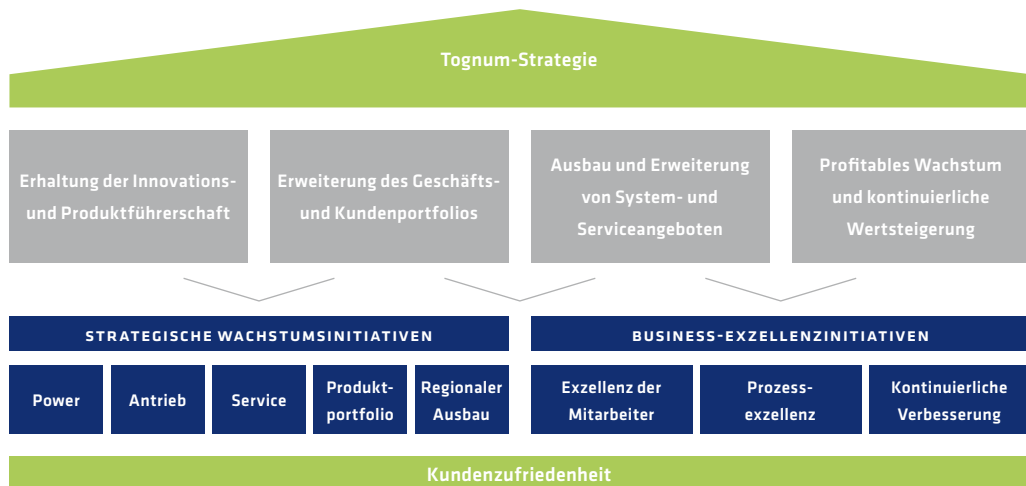 Tognum-Strategie
Erhaltung der Innovations-
und Produktführerschaft
Erweiterung des Geschäfts-
und Kundenportfolios
Ausbau und Erweiterung
von System- und
Serviceangeboten
Profitables Wachstum
und kontinuierliche
Wertsteigerung
STRATEGISCHE WACHSTUMSINITIATIVEN
BUSINESS-EXZELLENZINITIATIVEN
Power
Antrieb
Service
Produkt-
portfolio
Regionaler
Ausbau
Exzellenz der
Mitarbeiter
Prozess-
exzellenz
Kontinuierliche
Verbesserung
Kundenzufriedenheit